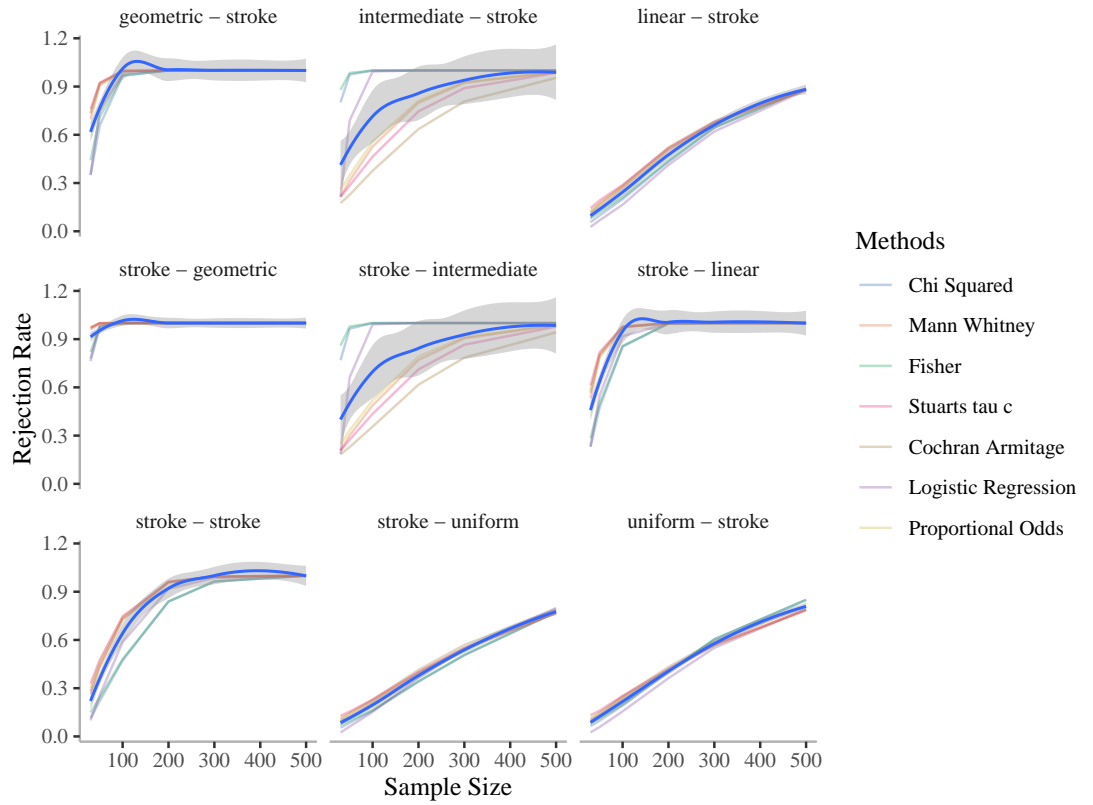 geometric − stroke
intermediate − stroke
linear − stroke
1.2
0.9
0.6
0.3
0.0
stroke − geometric
stroke − intermediate
stroke − linear
1.2
0.9
0.6
0.3
0.0
stroke − stroke
stroke − uniform
uniform − stroke
1.2
0.9
0.6
0.3
0.0
100 200 300 400 500
100 200 300 400 500
100 200 300 400 500
Sample Size
Rejection Rate
Methods
Chi Squared
Mann Whitney
Fisher
Stuarts tau c
Cochran Armitage
Logistic Regression
Proportional Odds